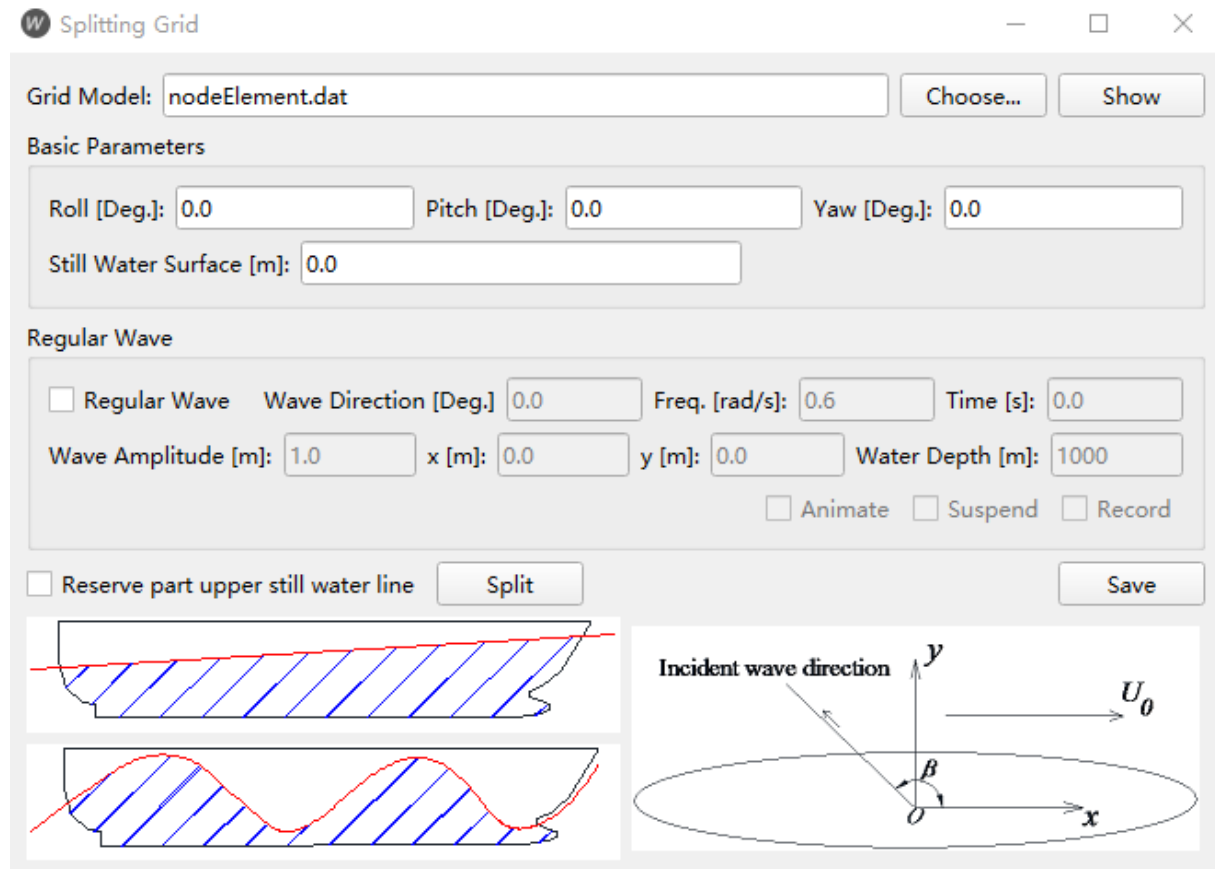 W Splitting Grid
Grid Model: nodeElement.dat Choose... Show
Basic Parameters
Roll [Deg.]: 0.0 Pitch [Deg.]: 0.0 Yaw [Deg.]: 0.0
Still Water Surface [m]: 0.0
Regular Wave
Regular Wave Wave Direction [Deg.] 0.0 Freq. [rad/s]: 0.6 Time [s]: 0.0
Wave Amplitude [m]: 1.0 x [m]: 0.0 y [m]: 0.0 Water Depth [m]: 1000
Animate Suspend Record
Reserve part upper still water line Split Save
Incident wave direction y
U0
β
O x